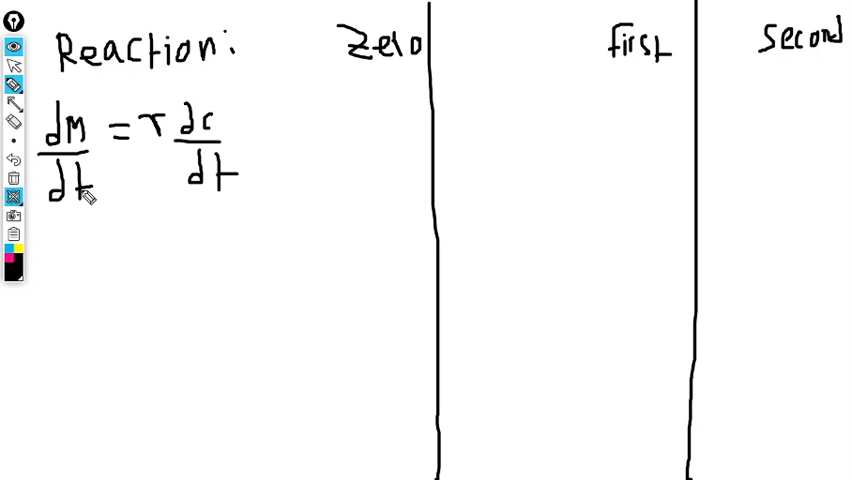 Reaction:
Zero
first
Second
dM/dt = r dc/dt